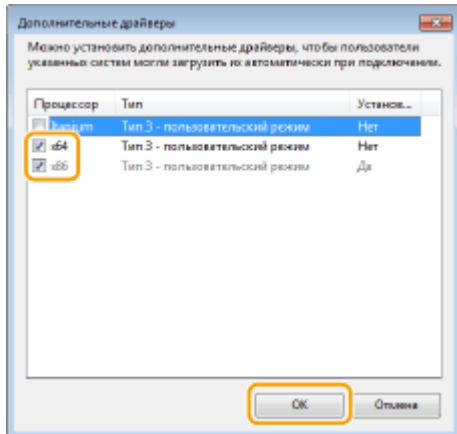 Дополнительные драйверы
Можно установить дополнительные драйверы, чтобы пользователи
указанных систем могли загрузить их автоматически при подключении.
Процессор Тип Установ...
Itanium Тип 3 - пользовательский режим Нет
x64 Тип 3 - пользовательский режим Нет
x86 Тип 3 - пользовательский режим Да
ОК Отмена